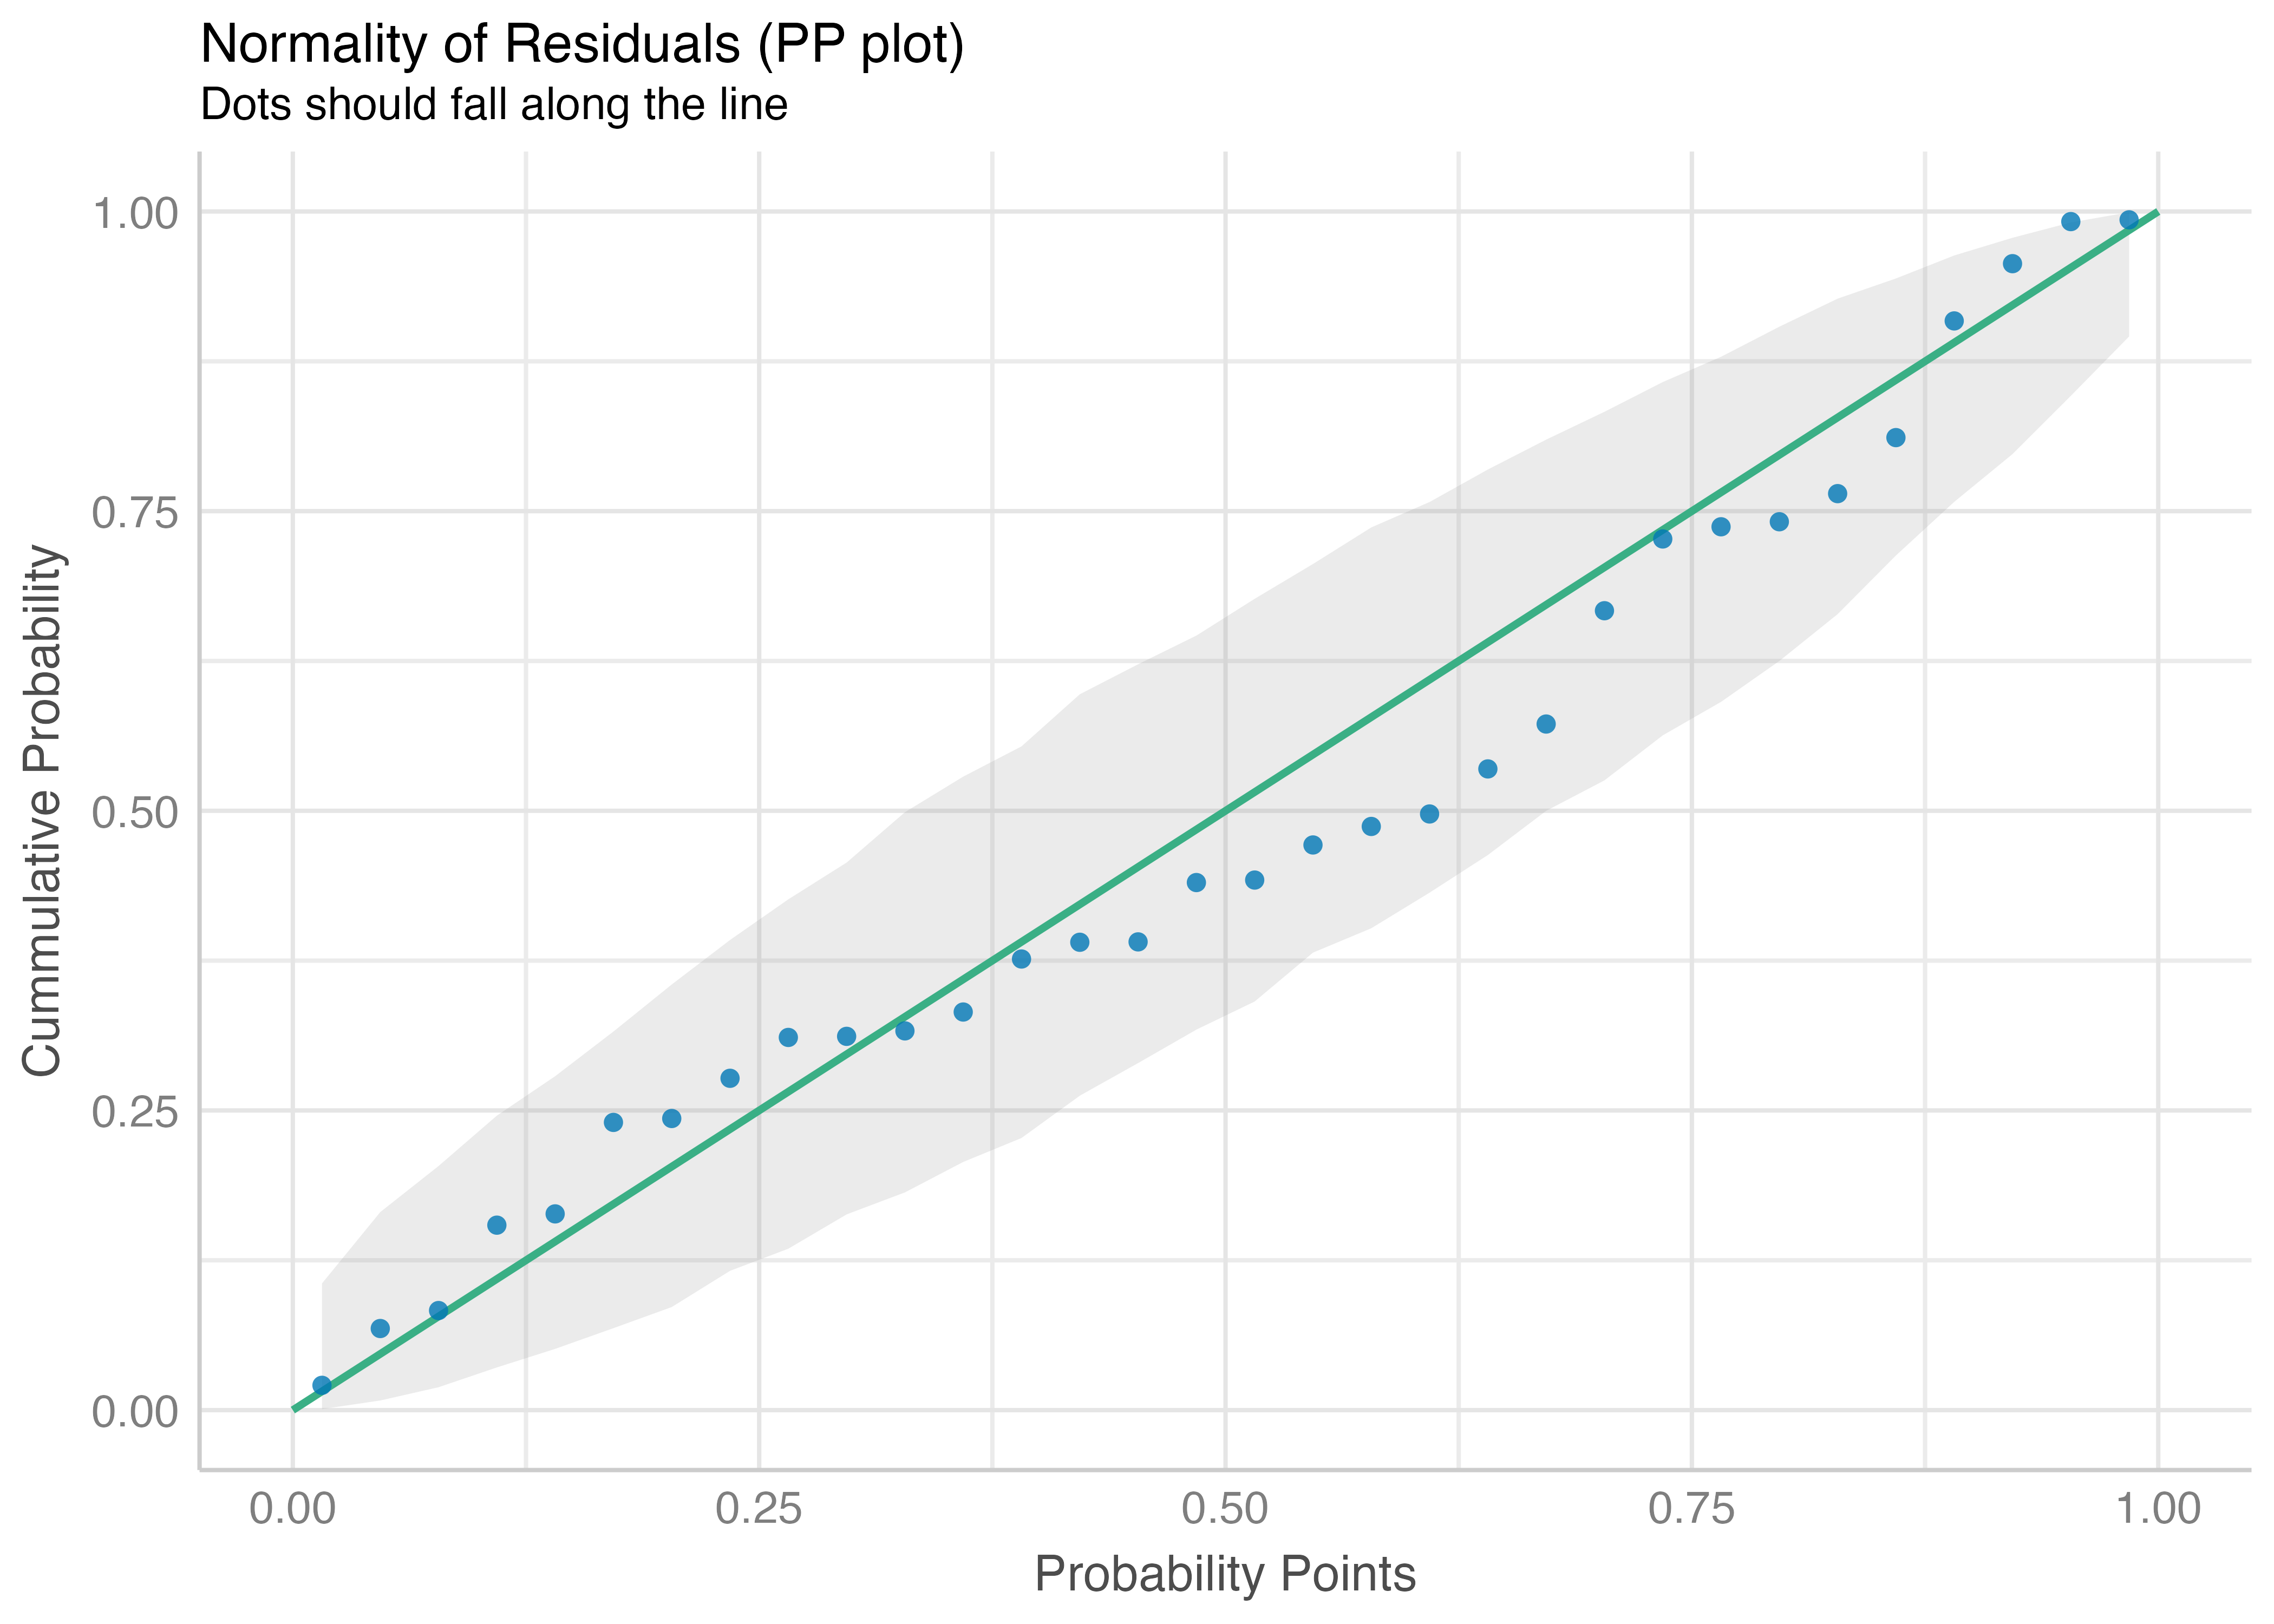 Normality of Residuals (PP plot)
Dots should fall along the line
Cummulative Probability
1.00
0.75
0.50
0.25
0.00
0.00 0.25 0.50 0.75 1.00
Probability Points